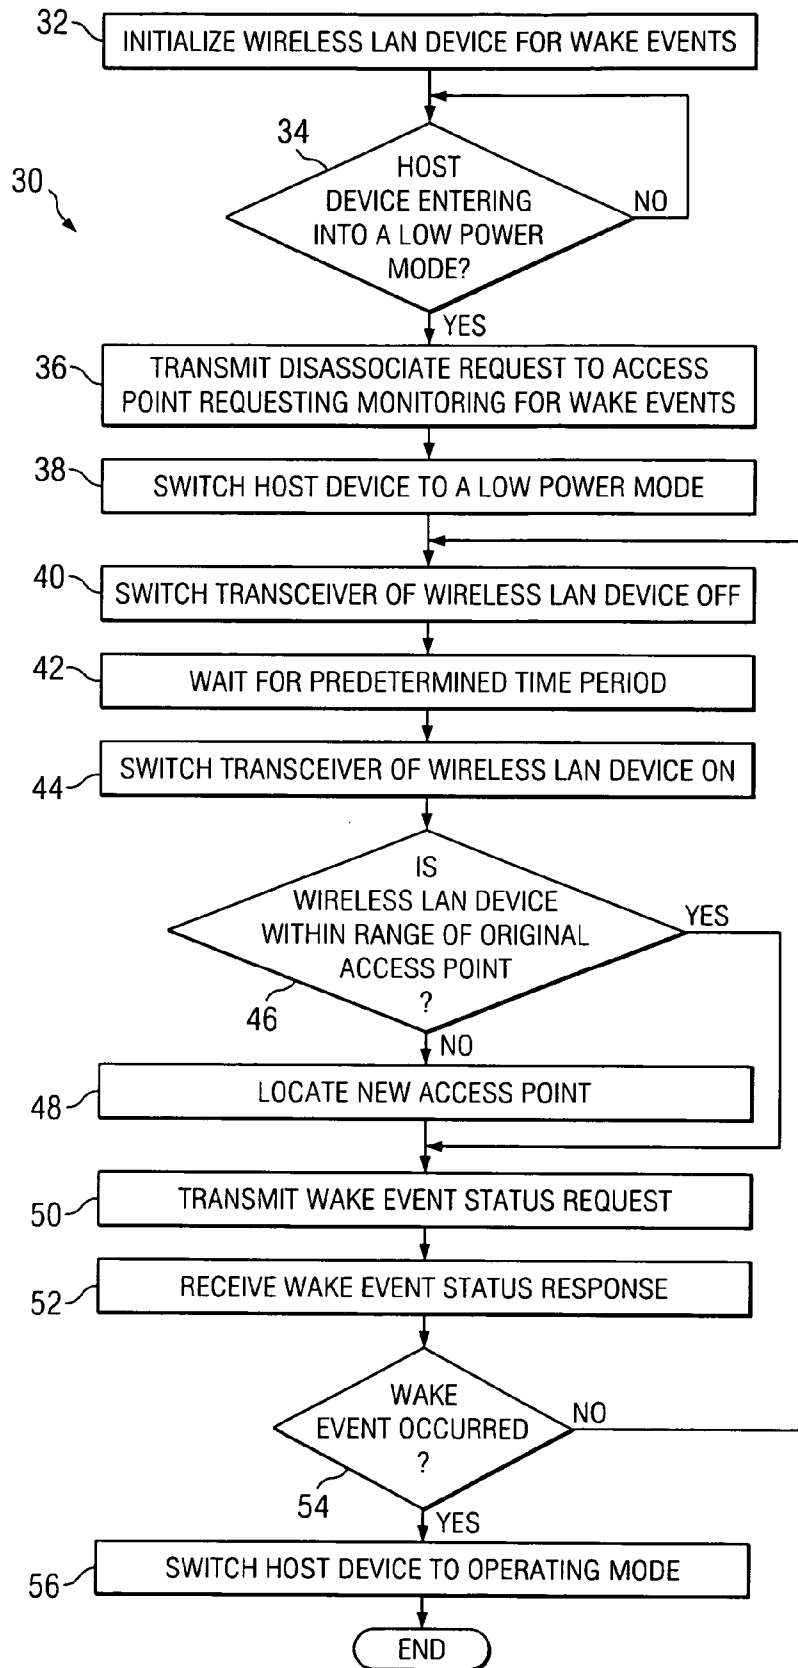 32
INITIALIZE WIRELESS LAN DEVICE FOR WAKE EVENTS
34
30
HOST
DEVICE ENTERING
INTO A LOW POWER
MODE?
NO
YES
36
TRANSMIT DISASSOCIATE REQUEST TO ACCESS
POINT REQUESTING MONITORING FOR WAKE EVENTS
38
SWITCH HOST DEVICE TO A LOW POWER MODE
40
SWITCH TRANSCEIVER OF WIRELESS LAN DEVICE OFF
42
WAIT FOR PREDETERMINED TIME PERIOD
44
SWITCH TRANSCEIVER OF WIRELESS LAN DEVICE ON
IS
WIRELESS LAN DEVICE
WITHIN RANGE OF ORIGINAL
ACCESS POINT
?
YES
46
NO
48
LOCATE NEW ACCESS POINT
50
TRANSMIT WAKE EVENT STATUS REQUEST
52
RECEIVE WAKE EVENT STATUS RESPONSE
WAKE
EVENT OCCURRED
?
NO
54
YES
56
SWITCH HOST DEVICE TO OPERATING MODE
END